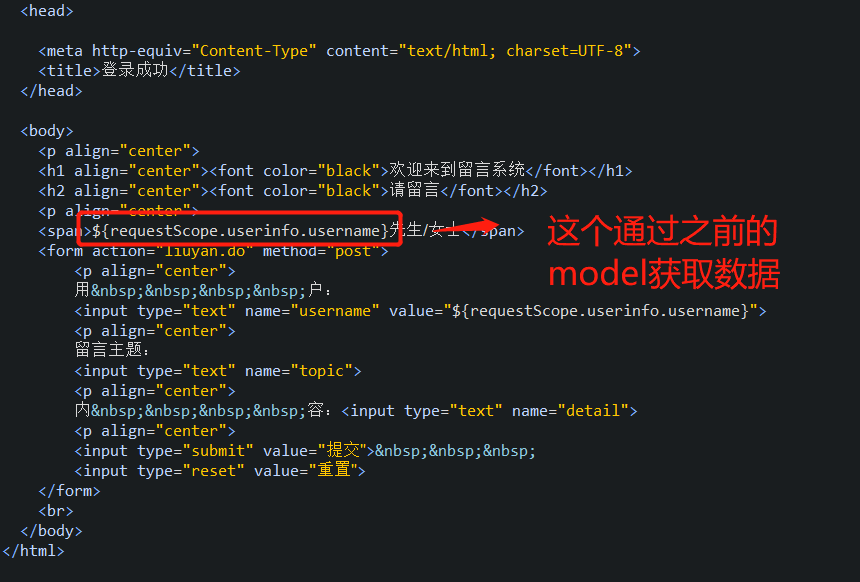 <head>
<meta http-equiv="Content-Type" content="text/html; charset=UTF-8">
<title>登录成功</title>
</head>
<body>
<p align="center">
<h1 align="center"><font color="black">欢迎来到留言系统</font></h1>
<h2 align="center"><font color="black">请留言</font></h2>
<p align="center">
<span>${requestScope.userinfo.username}先生/女士</span>
这个通过之前的
model获取数据
<form action="liuyan.do" method="post">
<p align="center">
用&nbsp;&nbsp;&nbsp;&nbsp;户:
<input type="text" name="username" value="${requestScope.userinfo.username}">
<p align="center">
留言主题:
<input type="text" name="topic">
<p align="center">
内&nbsp;&nbsp;&nbsp;&nbsp;容: <input type="text" name="detail">
<p align="center">
<input type="submit" value="提交">&nbsp;&nbsp;&nbsp;
<input type="reset" value="重置">
</form>
<br>
</body>
</html>